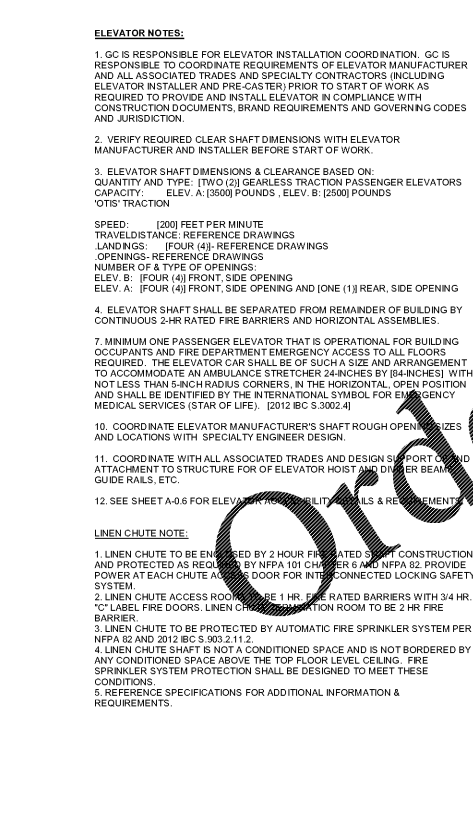 ELEVATOR NOTES:
1. GC IS RESPONSIBLE FOR ELEVATOR INSTALLATION COORDINATION. GC IS
RESPONSIBLE TO COORDINATE REQUIREMENTS OF ELEVATOR MANUFACTURER
AND ALL ASSOCIATED TRADES AND SPECIALTY CONTRACTORS (INCLUDING
ELEVATOR INSTALLER AND PRE-CASTER) PRIOR TO START OF WORK AS
REQUIRED TO PROVIDE AND INSTALL ELEVATOR IN COMPLIANCE WITH
CONSTRUCTION DOCUMENTS, BRAND REQUIREMENTS AND GOVERNING CODES
AND JURISDICTION.
2. VERIFY REQUIRED CLEAR SHAFT DIMENSIONS WITH ELEVATOR
MANUFACTURER AND INSTALLER BEFORE START OF WORK.
3. ELEVATOR SHAFT DIMENSIONS & CLEARANCE BASED ON:
QUANTITY AND TYPE: [TWO (2)] GEARLESS TRACTION PASSENGER ELEVATORS
CAPACITY: ELEV. A: [3500] POUNDS , ELEV. B: [2500] POUNDS
'OTIS' TRACTION
SPEED: [200] FEET PER MINUTE
TRAVELDISTANCE: REFERENCE DRAWINGS
.LANDINGS: [FOUR (4)]- REFERENCE DRAWINGS
.OPENINGS- REFERENCE DRAWINGS
NUMBER OF & TYPE OF OPENINGS:
ELEV. B: [FOUR (4)] FRONT, SIDE OPENING
ELEV. A: [FOUR (4)] FRONT, SIDE OPENING AND [ONE (1)] REAR, SIDE OPENING
4. ELEVATOR SHAFT SHALL BE SEPARATED FROM REMAINDER OF BUILDING BY
CONTINUOUS 2-HR RATED FIRE BARRIERS AND HORIZONTAL ASSEMBLIES.
7. MINIMUM ONE PASSENGER ELEVATOR THAT IS OPERATIONAL FOR BUILDING
OCCUPANTS AND FIRE DEPARTMENT EMERGENCY ACCESS TO ALL FLOORS
REQUIRED. THE ELEVATOR CAR SHALL BE OF SUCH A SIZE AND ARRANGEMENT
TO ACCOMMODATE AN AMBULANCE STRETCHER 24-INCHES BY [84-INCHES] WITH
NOT LESS THAN 5-INCH RADIUS CORNERS, IN THE HORIZONTAL, OPEN POSITION
AND SHALL BE IDENTIFIED BY THE INTERNATIONAL SYMBOL FOR EMERGENCY
MEDICAL SERVICES (STAR OF LIFE). [2012 IBC S.3002.4]
10. COORDINATE ELEVATOR MANUFACTURER'S SHAFT ROUGH OPENING SIZES
AND LOCATIONS WITH SPECIALTY ENGINEER DESIGN.
11. COORDINATE WITH ALL ASSOCIATED TRADES AND DESIGN SUPPORT OF AND
ATTACHMENT TO STRUCTURE FOR OF ELEVATOR HOIST AND DIVIDER BEAMS
GUIDE RAILS, ETC.
12. SEE SHEET A-0.6 FOR ELEVATOR ACCESSIBILITY DETAILS & REQUIREMENTS.
LINEN CHUTE NOTE:
1. LINEN CHUTE TO BE ENCLOSED BY 2 HOUR FIRE RATED SHAFT CONSTRUCTION
AND PROTECTED AS REQUIRED BY NFPA 101 CHAPTER 6 AND NFPA 82. PROVIDE
POWER AT EACH CHUTE ACCESS DOOR FOR INTERCONNECTED LOCKING SAFETY
SYSTEM.
2. LINEN CHUTE ACCESS ROOM TO BE 1 HR. FIRE RATED BARRIERS WITH 3/4 HR.
"C" LABEL FIRE DOORS. LINEN CHUTE TERMINATION ROOM TO BE 2 HR FIRE
BARRIER.
3. LINEN CHUTE TO BE PROTECTED BY AUTOMATIC FIRE SPRINKLER SYSTEM PER
NFPA 82 AND 2012 IBC S.903.2.11.2.
4. LINEN CHUTE SHAFT IS NOT A CONDITIONED SPACE AND IS NOT BORDERED BY
ANY CONDITIONED SPACE ABOVE THE TOP FLOOR LEVEL CEILING. FIRE
SPRINKLER SYSTEM PROTECTION SHALL BE DESIGNED TO MEET THESE
CONDITIONS.
5. REFERENCE SPECIFICATIONS FOR ADDITIONAL INFORMATION &
REQUIREMENTS.
Orde